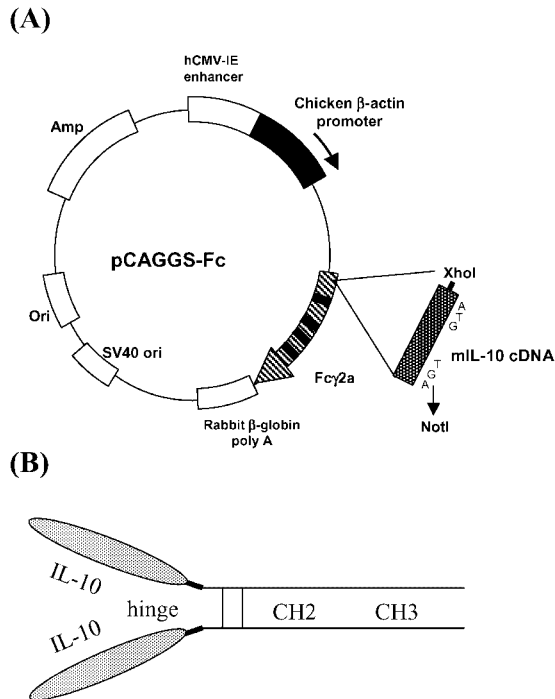 (A)
hCMV-IE
enhancer
Chicken β-actin
promoter
Amp
pCAGGS-Fc
XhoI
A
T
G
mIL-10 cDNA
T
G
A
NotI
Ori
SV40 ori
Fcγ2a
Rabbit β-globin
poly A
(B)
IL-10
hinge
CH2
CH3
IL-10